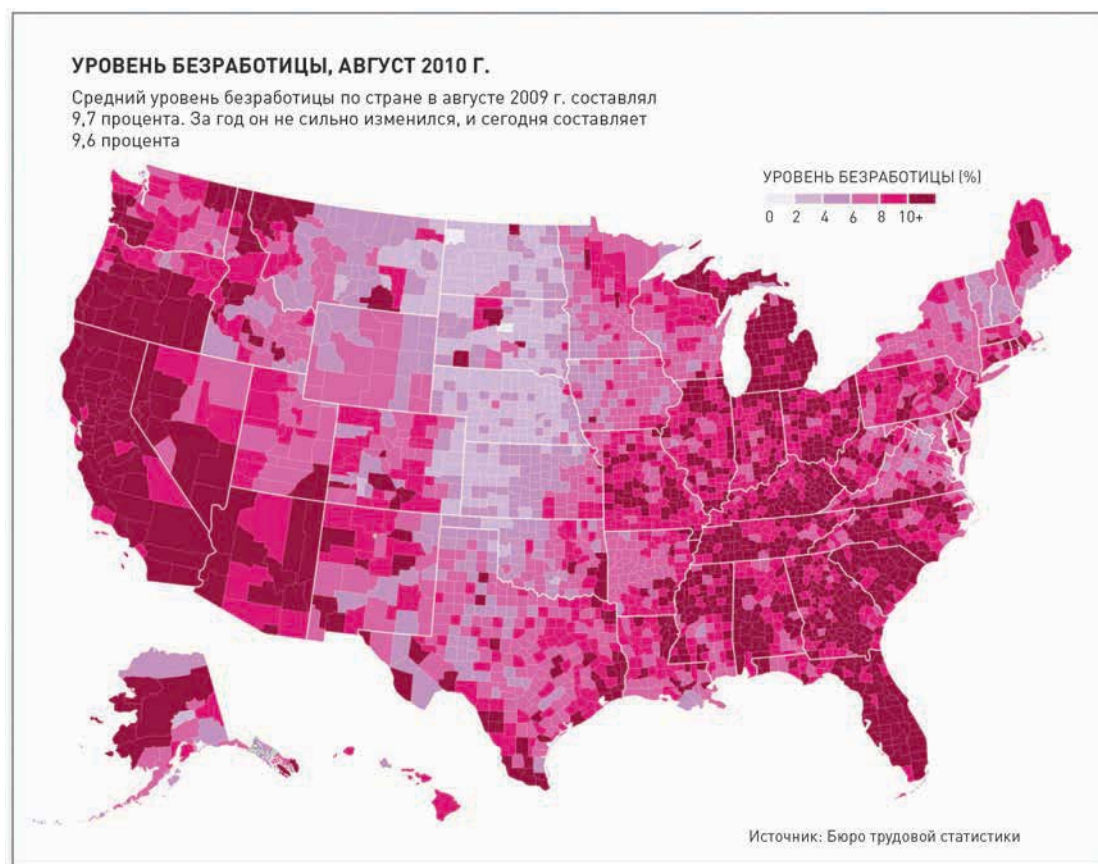 УРОВЕНЬ БЕЗРАБОТИЦЫ, АВГУСТ 2010 Г.
Средний уровень безработицы по стране в августе 2009 г. составлял
9,7 процента. За год он не сильно изменился, и сегодня составляет
9,6 процента
УРОВЕНЬ БЕЗРАБОТИЦЫ (%)
0 2 4 6 8 10+
Источник: Бюро трудовой статистики